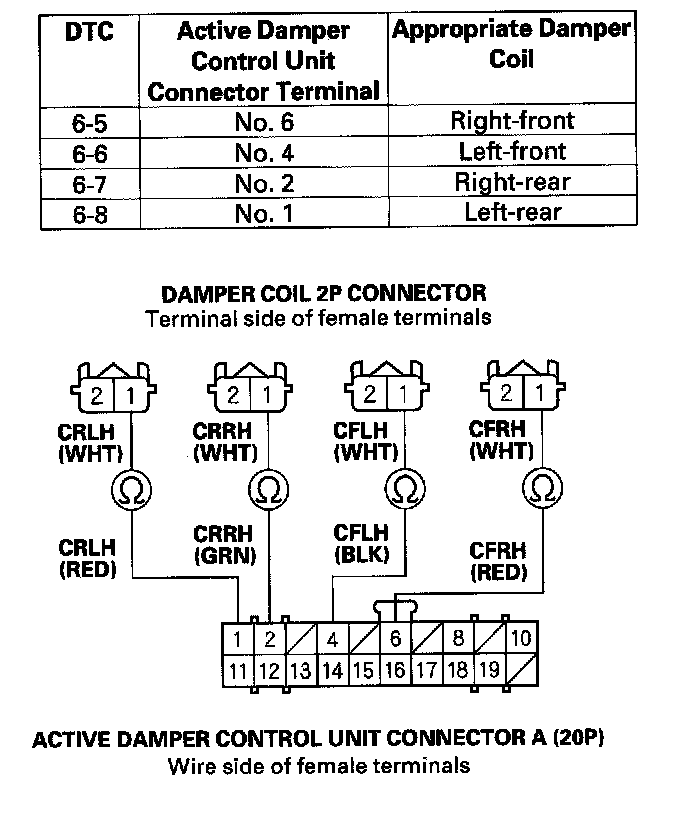 DTC Active Damper Control Unit Connector Terminal Appropriate Damper Coil
6-5 No. 6 Right-front
6-6 No. 4 Left-front
6-7 No. 2 Right-rear
6-8 No. 1 Left-rear
DAMPER COIL 2P CONNECTOR
Terminal side of female terminals
2 1 2 1 2 1 2 1
CRLH CRRH CFLH CFRH
(WHT) (WHT) (WHT) (WHT)
Ω Ω Ω Ω
CRLH CRRH CFLH CFRH
(RED) (GRN) (BLK) (RED)
1 2 4 6 8 10
11 12 13 14 15 16 17 18 19
ACTIVE DAMPER CONTROL UNIT CONNECTOR A (20P)
Wire side of female terminals